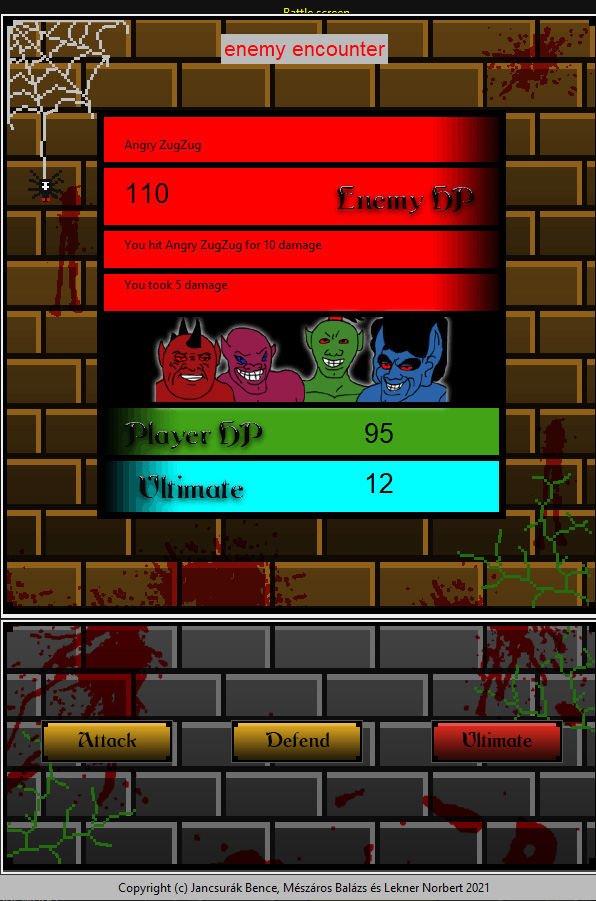 Battle screen
enemy encounter
Angry ZugZug
110 Enemy HP
You hit Angry ZugZug for 10 damage
You took 5 damage
Player HP 95
Ultimate 12
Attack Defend Ultimate
Copyright (c) Jancsurák Bence, Mészáros Balázs és Lekner Norbert 2021